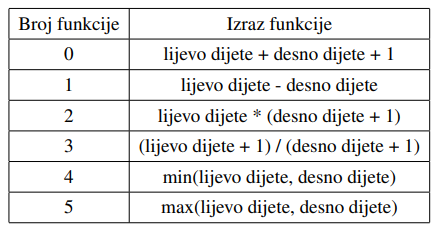 Broj funkcije Izraz funkcije
0 lijevo dijete + desno dijete + 1
1 lijevo dijete - desno dijete
2 lijevo dijete * (desno dijete + 1)
3 (lijevo dijete + 1) / (desno dijete + 1)
4 min(lijevo dijete, desno dijete)
5 max(lijevo dijete, desno dijete)